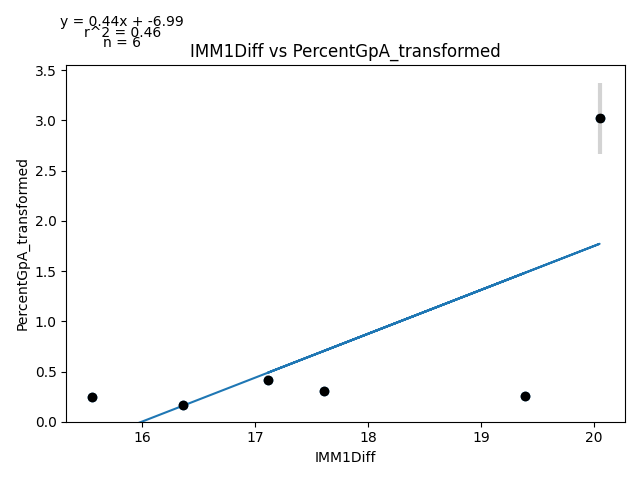 y = 0.44x + -6.99
r^2 = 0.46
n = 6
IMM1Diff vs PercentGpA_transformed
3.5
3.0
2.5
2.0
1.5
1.0
0.5
0.0
PercentGpA_transformed
16 17 18 19 20
IMM1Diff